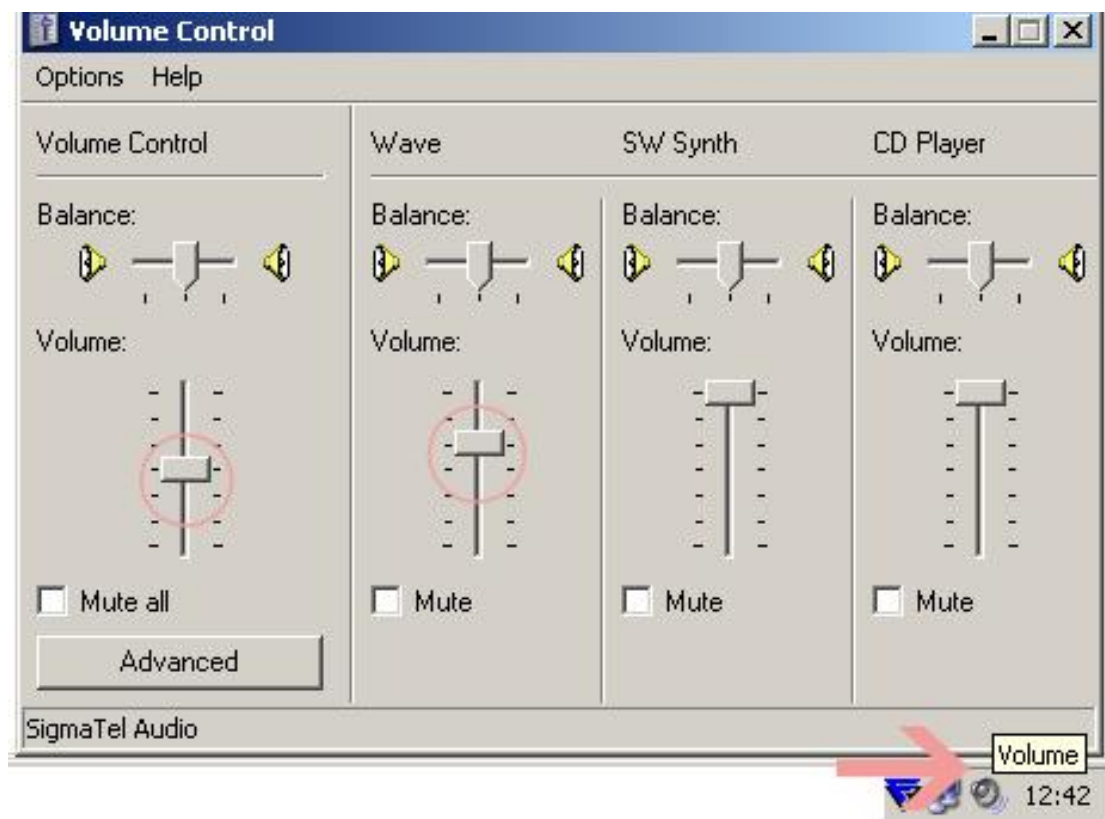 Volume Control
Options Help
Volume Control
Wave
SW Synth
CD Player
Balance:
Balance:
Balance:
Balance:
Volume:
Volume:
Volume:
Volume:
Mute all
Mute
Mute
Mute
Advanced
SigmaTel Audio
Volume
12:42